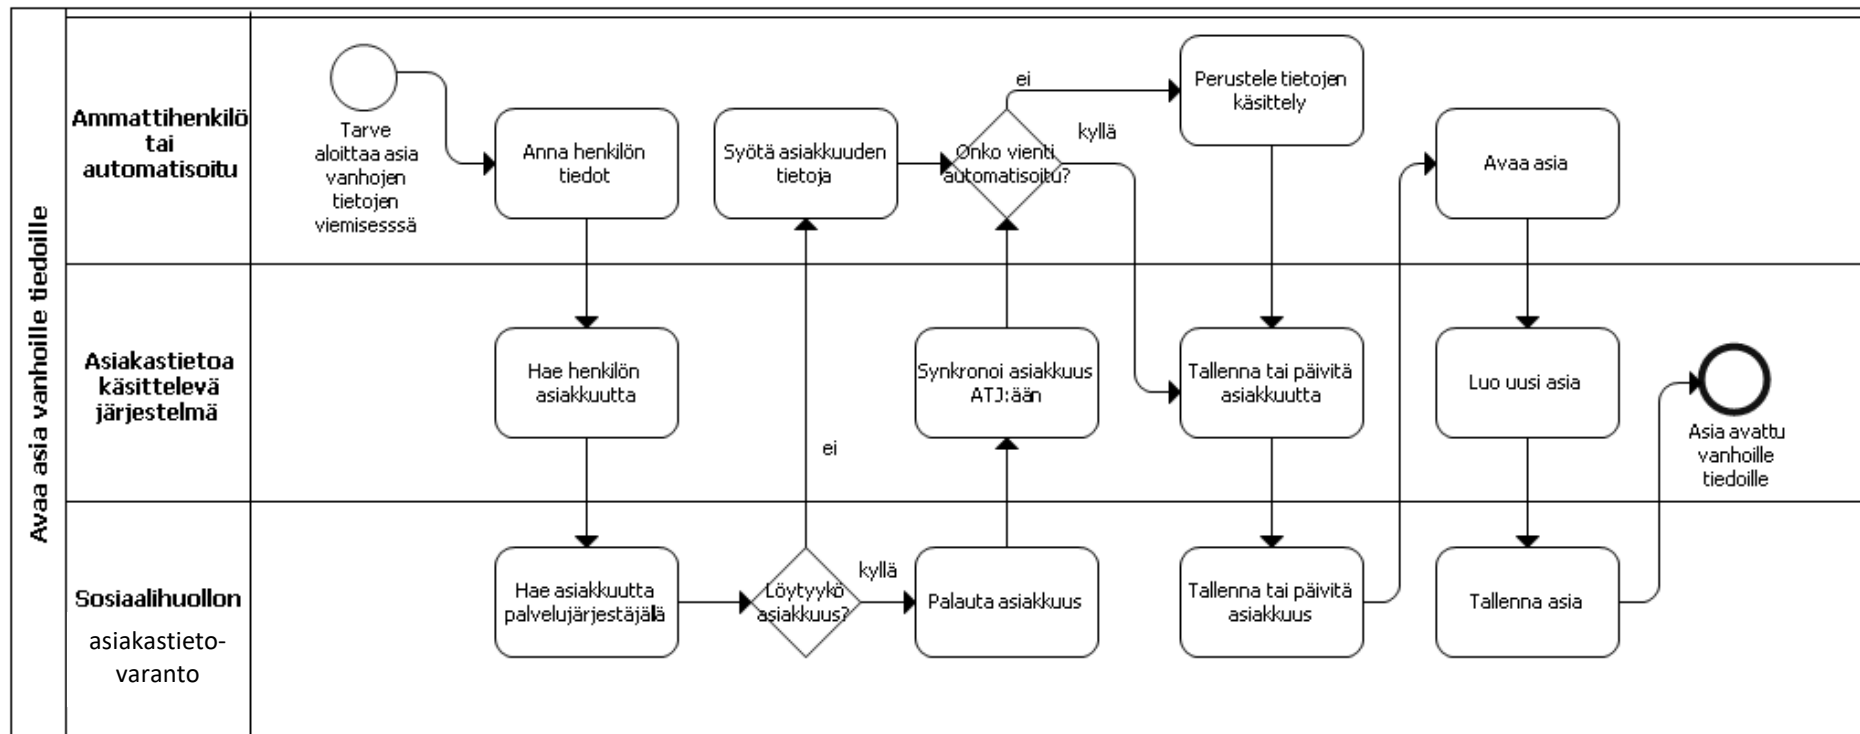 Avaa asia vanhoille tiedoille
Ammattihenkilö
tai
automatisoitu
Tarve
aloittaa asia
vanhojen
tietojen
viemisesssä
Anna henkilön
tiedot
Syötä asiakkuuden
tietoja
Onko vienti
automatisoitu?
ei
kyllä
Perustele tietojen
käsittely
Avaa asia
Asiakastietoa
käsittelevä
järjestelmä
Hae henkilön
asiakkuutta
ei
Synkronoi asiakkuus
ATJ:ään
Tallenna tai päivitä
asiakkuutta
Luo uusi asia
Asia avattu
vanhoille
tiedoille
Sosiaalihuollon
asiakastieto-
varanto
Hae asiakkuutta
palvelujärjestäjälä
Löytyykö
asiakkuus?
kyllä
Palauta asiakkuus
Tallenna tai päivitä
asiakkuus
Tallenna asia